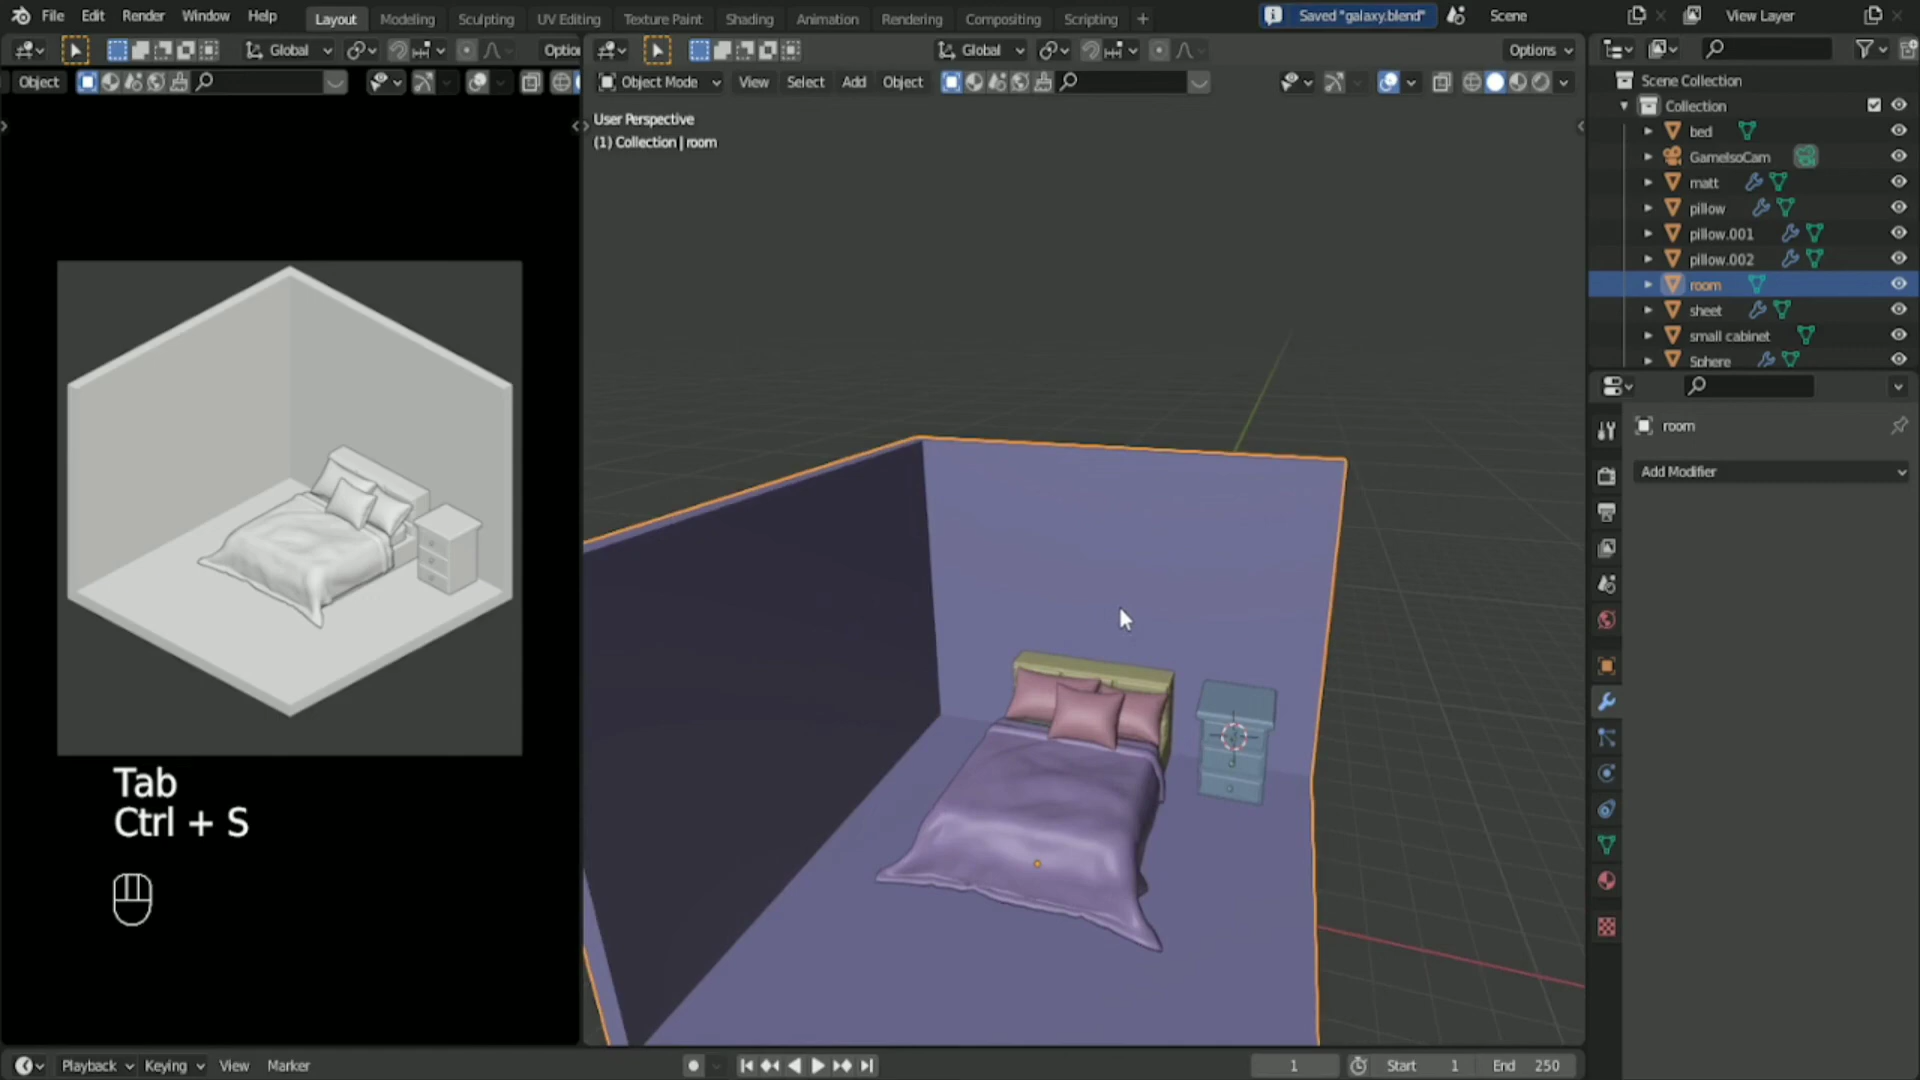 File Edit Render Window Help Layout Modeling Sculpting UV Editing Texture Paint Shading Animation Rendering Compositing Scripting + Saved "galaxy.blend" Scene View Layer
Global Optio Global Options
Object Object Mode View Select Add Object
User Perspective
(1) Collection | room
Scene Collection
Collection
bed
GameIsoCam
matt
pillow
pillow.001
pillow.002
room
sheet
small cabinet
Sphere
room
Add Modifier
Tab
Ctrl + S
Playback Keying View Marker 1 Start 1 End 250